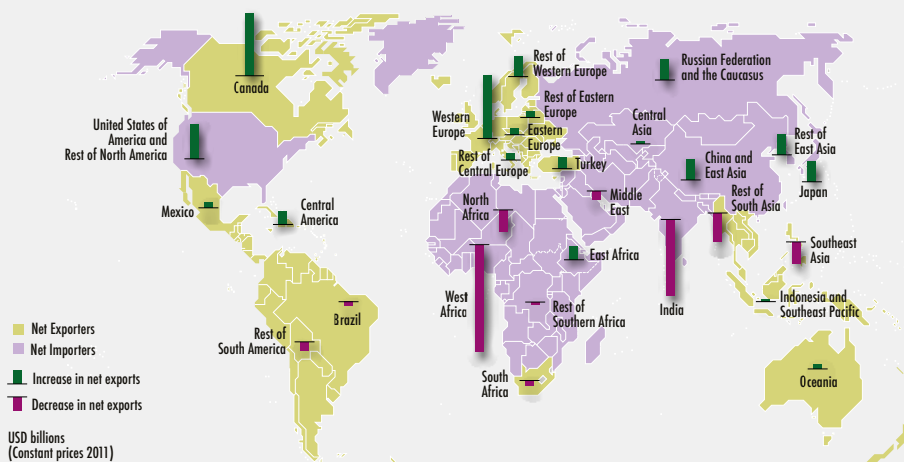 Canada
Rest of
Western Europe
Russian Federation
and the Caucasus
United States of
America and
Rest of North America
Western
Europe
Rest of Eastern
Europe
Eastern
Europe
Central
Asia
Rest of
East Asia
Rest of
Central Europe
Turkey
China and
East Asia
Japan
Mexico
Central
America
North
Africa
Middle
East
Rest of
South Asia
Southeast
Asia
East Africa
West
Africa
Rest of
Southern Africa
India
Indonesia and
Southeast Pacific
Brazil
Rest of
South America
South
Africa
Oceania
Net Exporters
Net Importers
Increase in net exports
Decrease in net exports
USD billions
(Constant prices 2011)